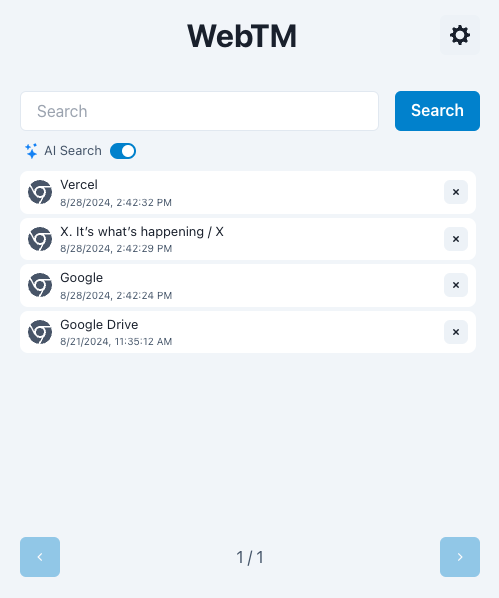 WebTM
Search
Search
AI Search
Vercel
8/28/2024, 2:42:32 PM
X. It’s what’s happening / X
8/28/2024, 2:42:29 PM
Google
8/28/2024, 2:42:24 PM
Google Drive
8/21/2024, 11:35:12 AM
1 / 1